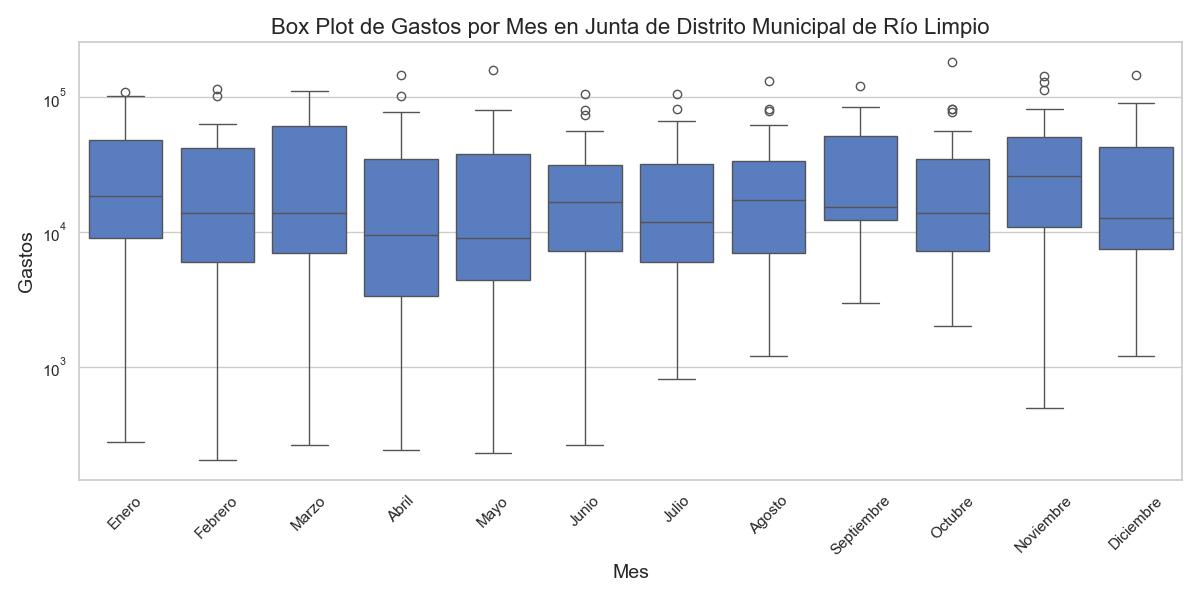 Box Plot de Gastos por Mes en Junta de Distrito Municipal de Río Limpio
Gastos
10^5
10^4
10^3
Enero
Febrero
Marzo
Abril
Mayo
Junio
Julio
Agosto
Septiembre
Octubre
Noviembre
Diciembre
Mes